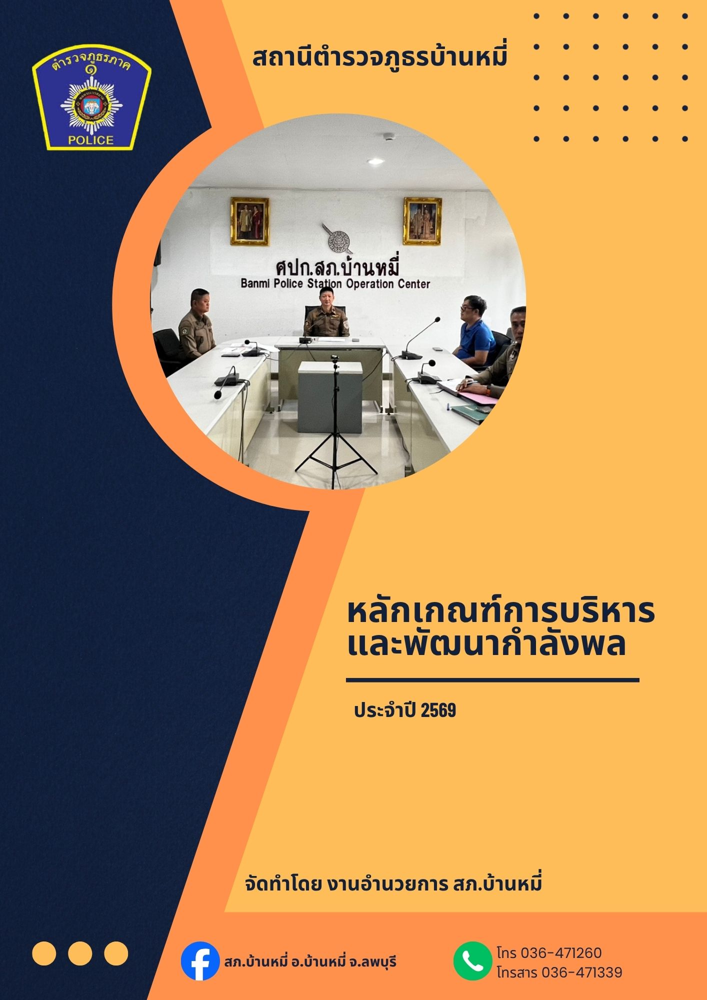 ตำรวจภูธรภาค
๑
POLICE
สถานีตำรวจภูธรบ้านหมี่
ศปก.สภ.บ้านหมี่
Banmi Police Station Operation Center
หลักเกณฑ์การบริหาร
และพัฒนากำลังพล
ประจำปี 2569
จัดทำโดย งานอำนวยการ สภ.บ้านหมี่
สภ.บ้านหมี่ อ.บ้านหมี่ จ.ลพบุรี
โทร 036-471260
โทรสาร 036-471339